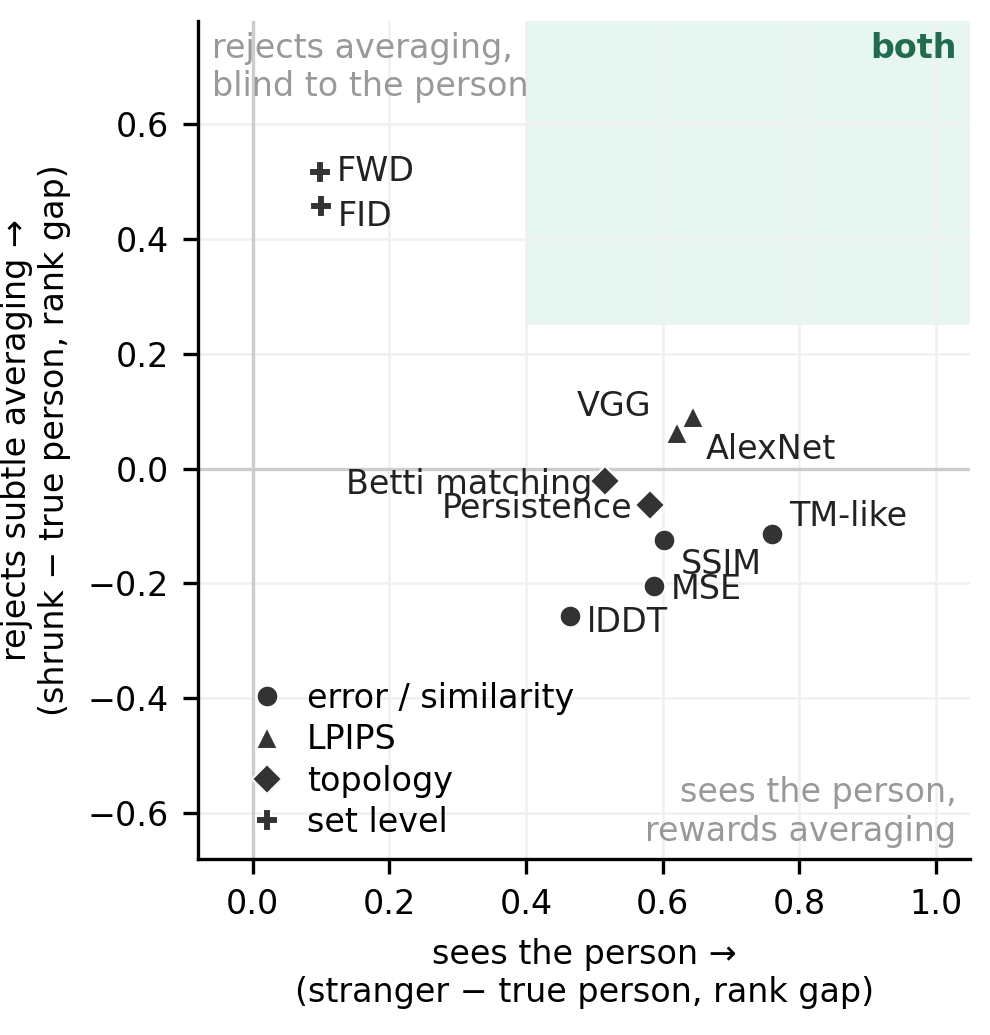 rejects averaging,
blind to the person
both
FWD
FID
VGG
AlexNet
Betti matching
Persistence
TM-like
SSIM
MSE
lDDT
error / similarity
LPIPS
topology
set level
sees the person,
rewards averaging
0.6
0.4
0.2
0.0
−0.2
−0.4
−0.6
rejects subtle averaging →
(shrunk − true person, rank gap)
0.0 0.2 0.4 0.6 0.8 1.0
sees the person →
(stranger − true person, rank gap)